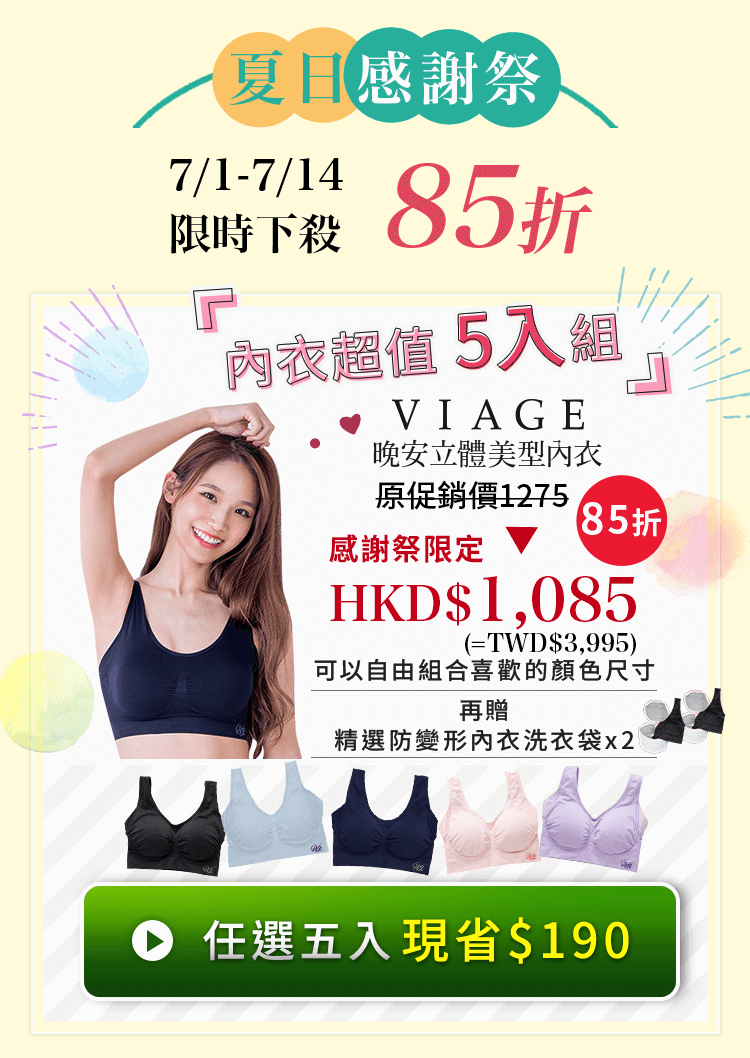 夏日感謝祭
7/1-7/14
限時下殺
85折
『內衣超值 5入組』
VIAGE
晚安立體美型內衣
原促銷價1275
85折
感謝祭限定▼
HKD$1,085
(=TWD$3,995)
可以自由組合喜歡的顏色尺寸
再贈
精選防變形內衣洗衣袋x2
任選五入 現省$190